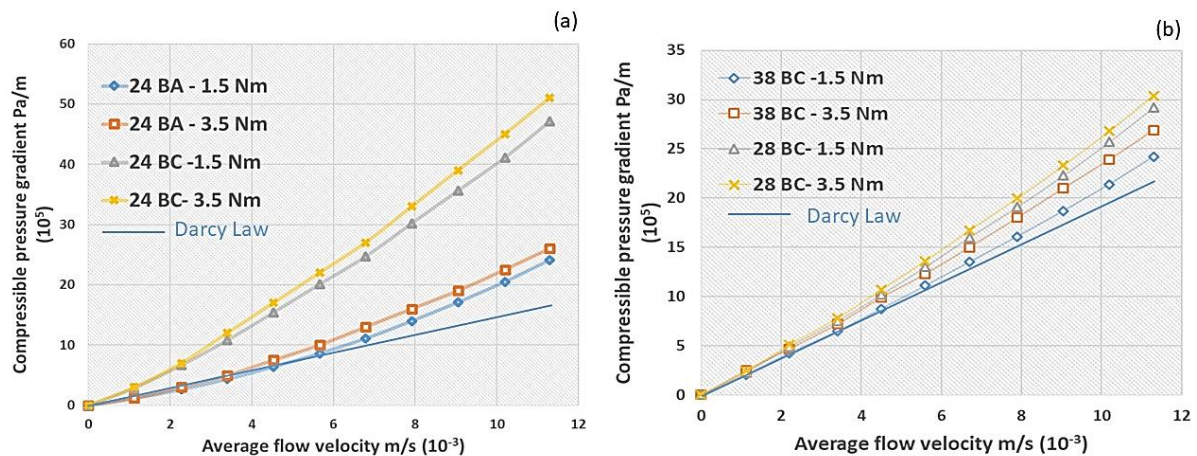 (a)
60
50
40
30
20
10
0
Compressible pressure gradient Pa/m
(10⁵)
24 BA - 1.5 Nm
24 BA - 3.5 Nm
24 BC -1.5 Nm
24 BC- 3.5 Nm
Darcy Law
0 2 4 6 8 10 12
Average flow velocity m/s (10⁻³)
(b)
35
30
25
20
15
10
5
0
Compressible pressure gradient Pa/m
(10⁵)
38 BC -1.5 Nm
38 BC - 3.5 Nm
28 BC- 1.5 Nm
28 BC- 3.5 Nm
Darcy Law
0 2 4 6 8 10 12
Average flow velocity m/s (10⁻³)